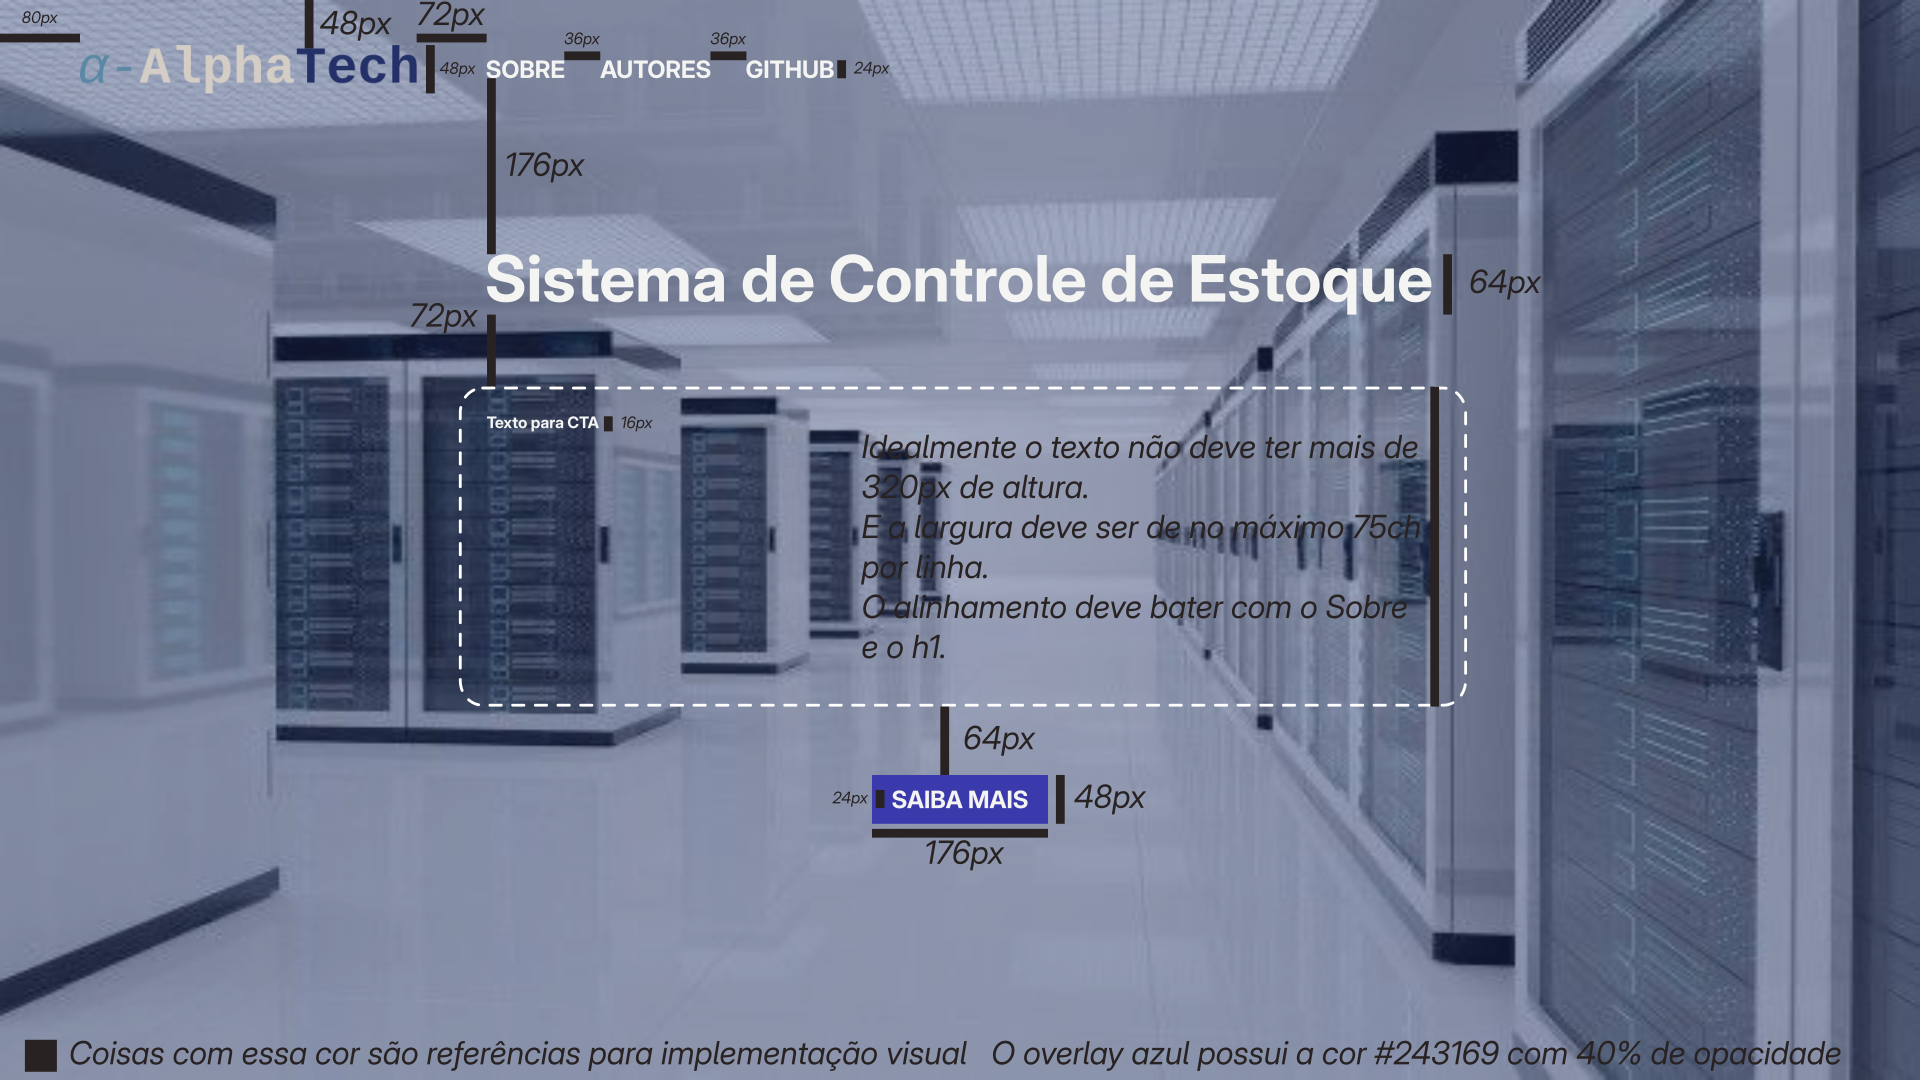 80px
48px
72px
α-AlphaTech
48px
SOBRE
36px
AUTORES
36px
GITHUB
24px
176px
Sistema de Controle de Estoque
64px
72px
Texto para CTA
16px
Idealmente o texto não deve ter mais de
320px de altura.
E a largura deve ser de no máximo 75ch
por linha.
O alinhamento deve bater com o Sobre
e o h1.
64px
24px
SAIBA MAIS
48px
176px
Coisas com essa cor são referências para implementação visual
O overlay azul possui a cor #243169 com 40% de opacidade